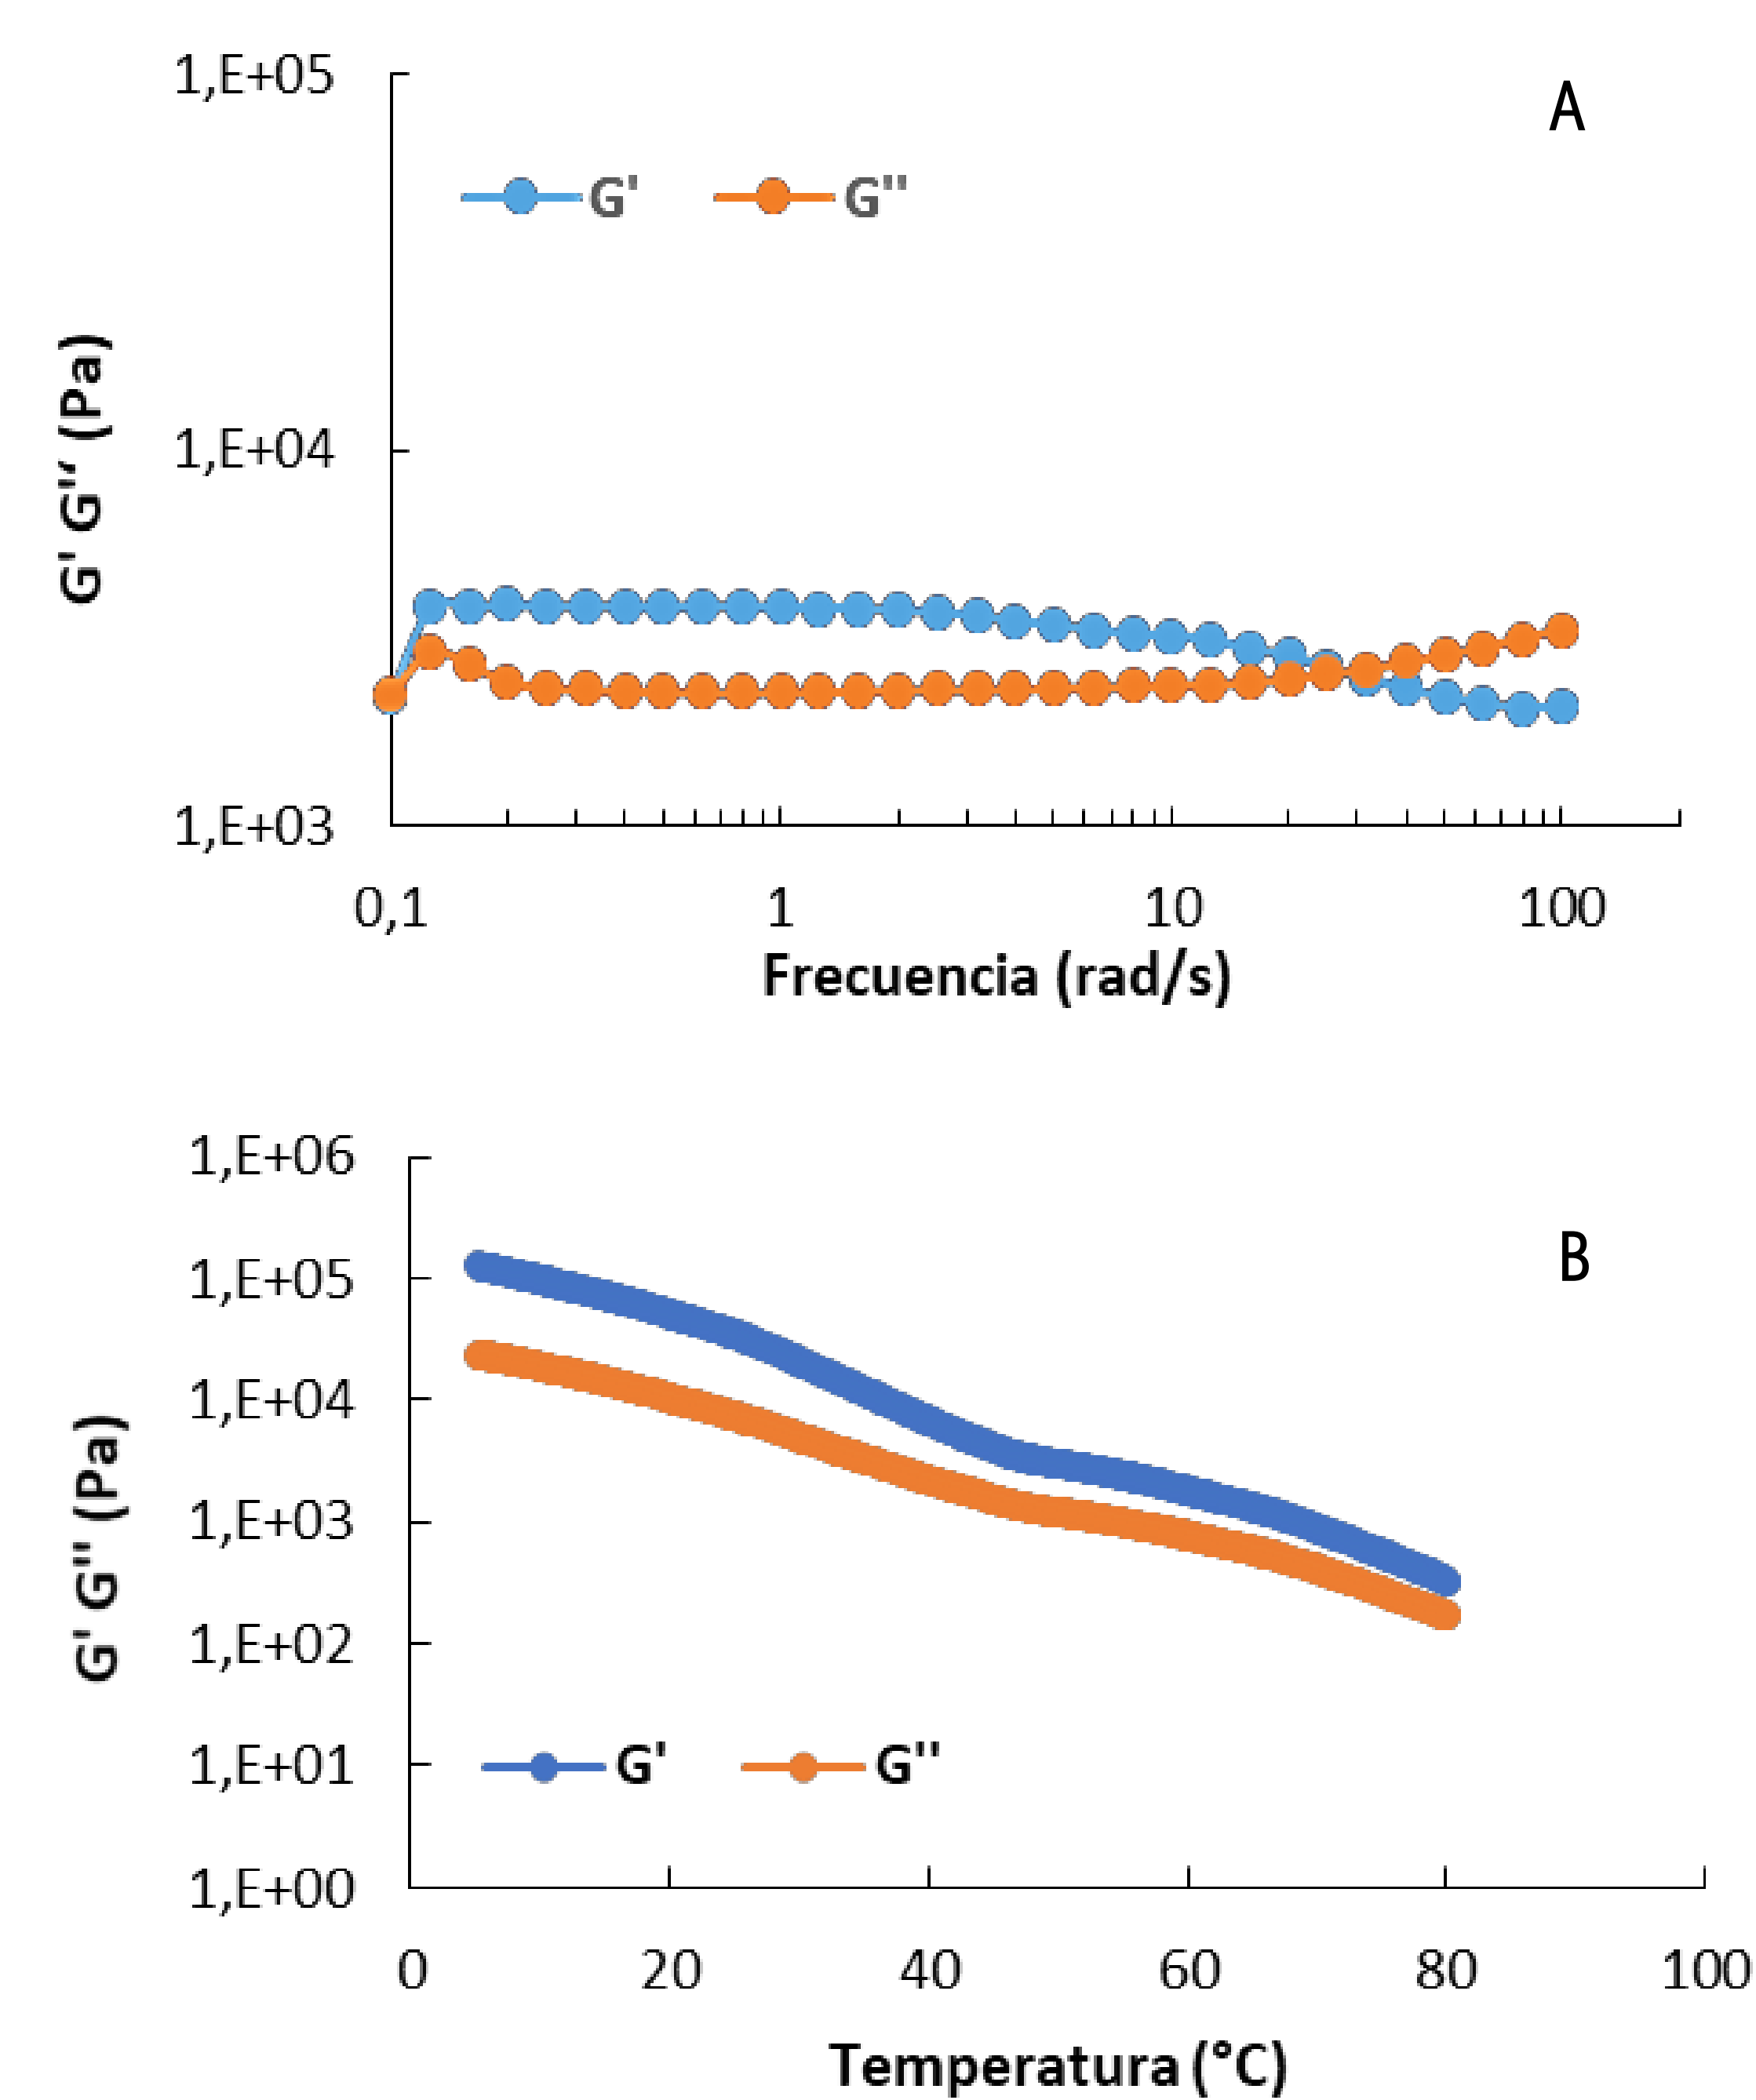 1,E+05
A
G' G''
1,E+04
G' G"‘ (Pa)
1,E+03
0,1 1 10 100
Frecuencia (rad/s)
1,E+06
B
1,E+05
1,E+04
1,E+03
G' G'' (Pa)
1,E+02
1,E+01
G' G''
1,E+00
0 20 40 60 80 100
Temperatura (°C)